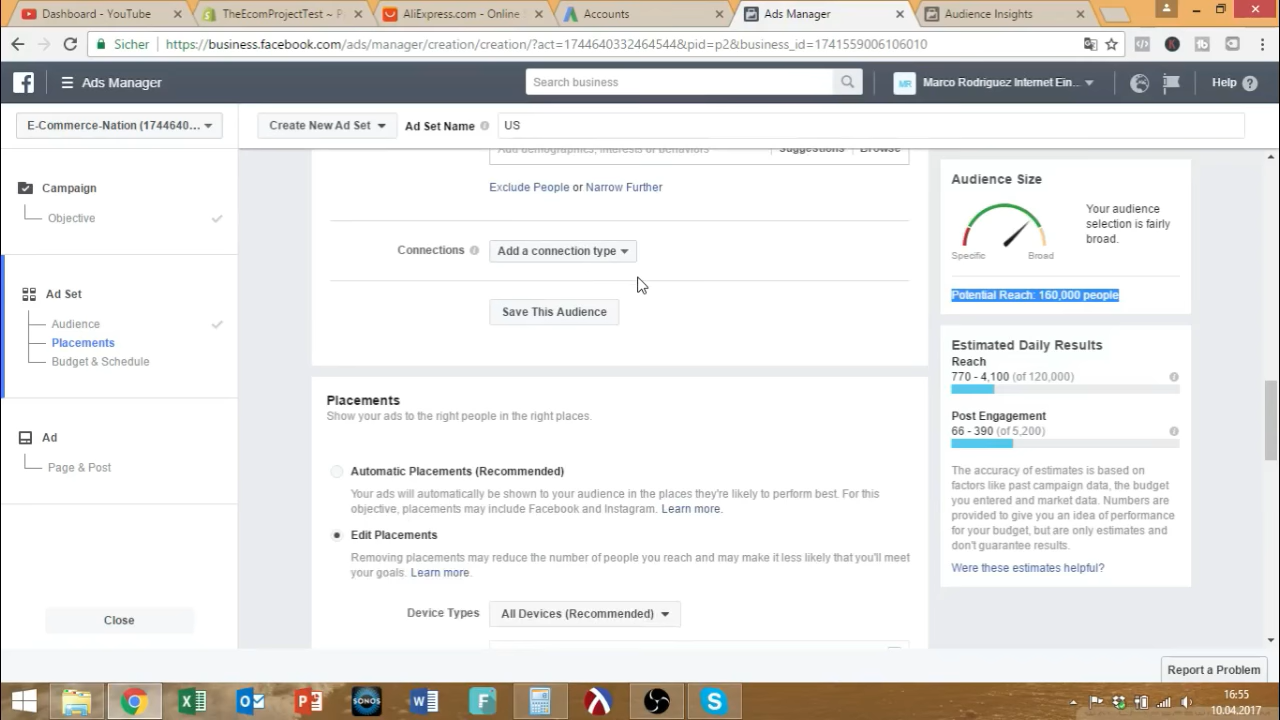 Dashboard - YouTube
TheEcomProjectTest ~ P
AliExpress.com - Online S
Accounts
Ads Manager
Audience Insights
Sicher
https://business.facebook.com/ads/manager/creation/creation/?act=1744640332464544&pid=p2&business_id=1741559006106010
Ads Manager
Search business
MR
Marco Rodriguez Internet Ein...
Help
E-Commerce-Nation (1744640...
Create New Ad Set
Ad Set Name
US
Campaign
Objective
Ad Set
Audience
Placements
Budget & Schedule
Ad
Page & Post
Close
Add demographics, interests or behaviors
Suggestions
Browse
Exclude People or Narrow Further
Connections
Add a connection type
Save This Audience
Placements
Show your ads to the right people in the right places.
Automatic Placements (Recommended)
Your ads will automatically be shown to your audience in the places they're likely to perform best. For this
objective, placements may include Facebook and Instagram. Learn more.
Edit Placements
Removing placements may reduce the number of people you reach and may make it less likely that you'll meet
your goals. Learn more.
Device Types
All Devices (Recommended)
Audience Size
Specific
Broad
Your audience
selection is fairly
broad.
Potential Reach: 160,000 people
Estimated Daily Results
Reach
770 - 4,100 (of 120,000)
Post Engagement
66 - 390 (of 5,200)
The accuracy of estimates is based on
factors like past campaign data, the budget
you entered and market data. Numbers are
provided to give you an idea of performance
for your budget, but are only estimates and
don't guarantee results.
Were these estimates helpful?
Report a Problem
SONOS
16:55
10.04.2017